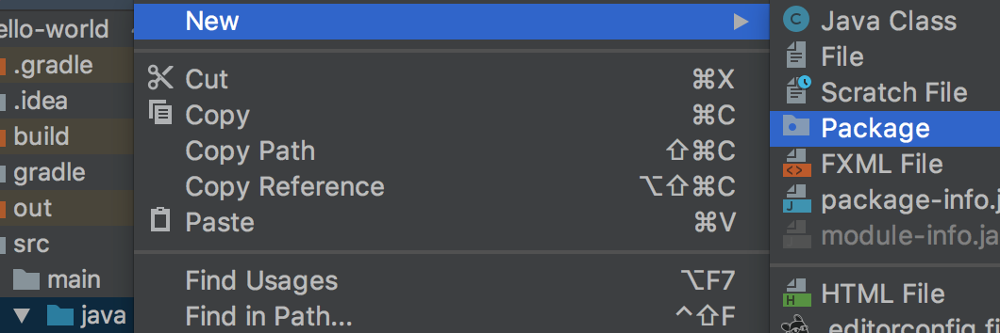 ello-world
.gradle
.idea
build
gradle
out
src
main
java
New
Cut ⌘X
Copy ⌘C
Copy Path ⇧⌘C
Copy Reference ⌥⇧⌘C
Paste ⌘V
Find Usages ⌥F7
Find in Path... ^⇧F
Java Class
File
Scratch File
Package
FXML File
package-info.j
module-info.ja
HTML File
.editorconfig fi